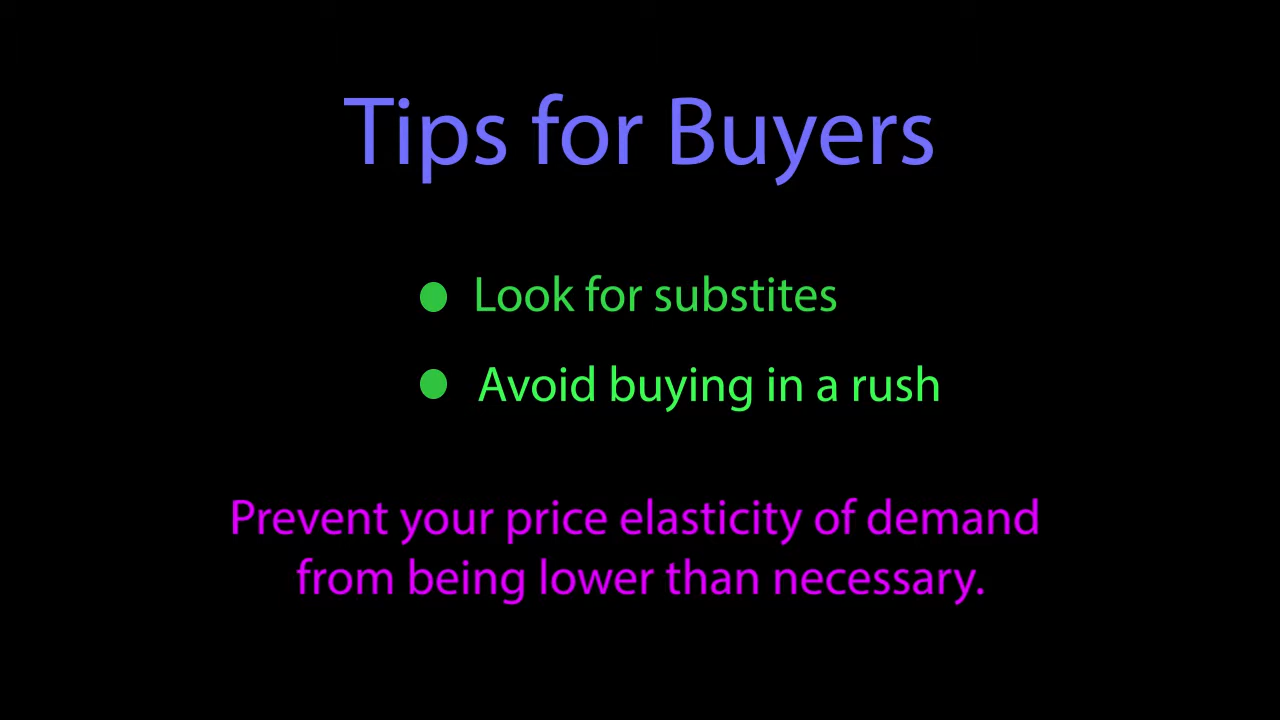 Tips for Buyers
Look for substites
Avoid buying in a rush
Prevent your price elasticity of demand
from being lower than necessary.